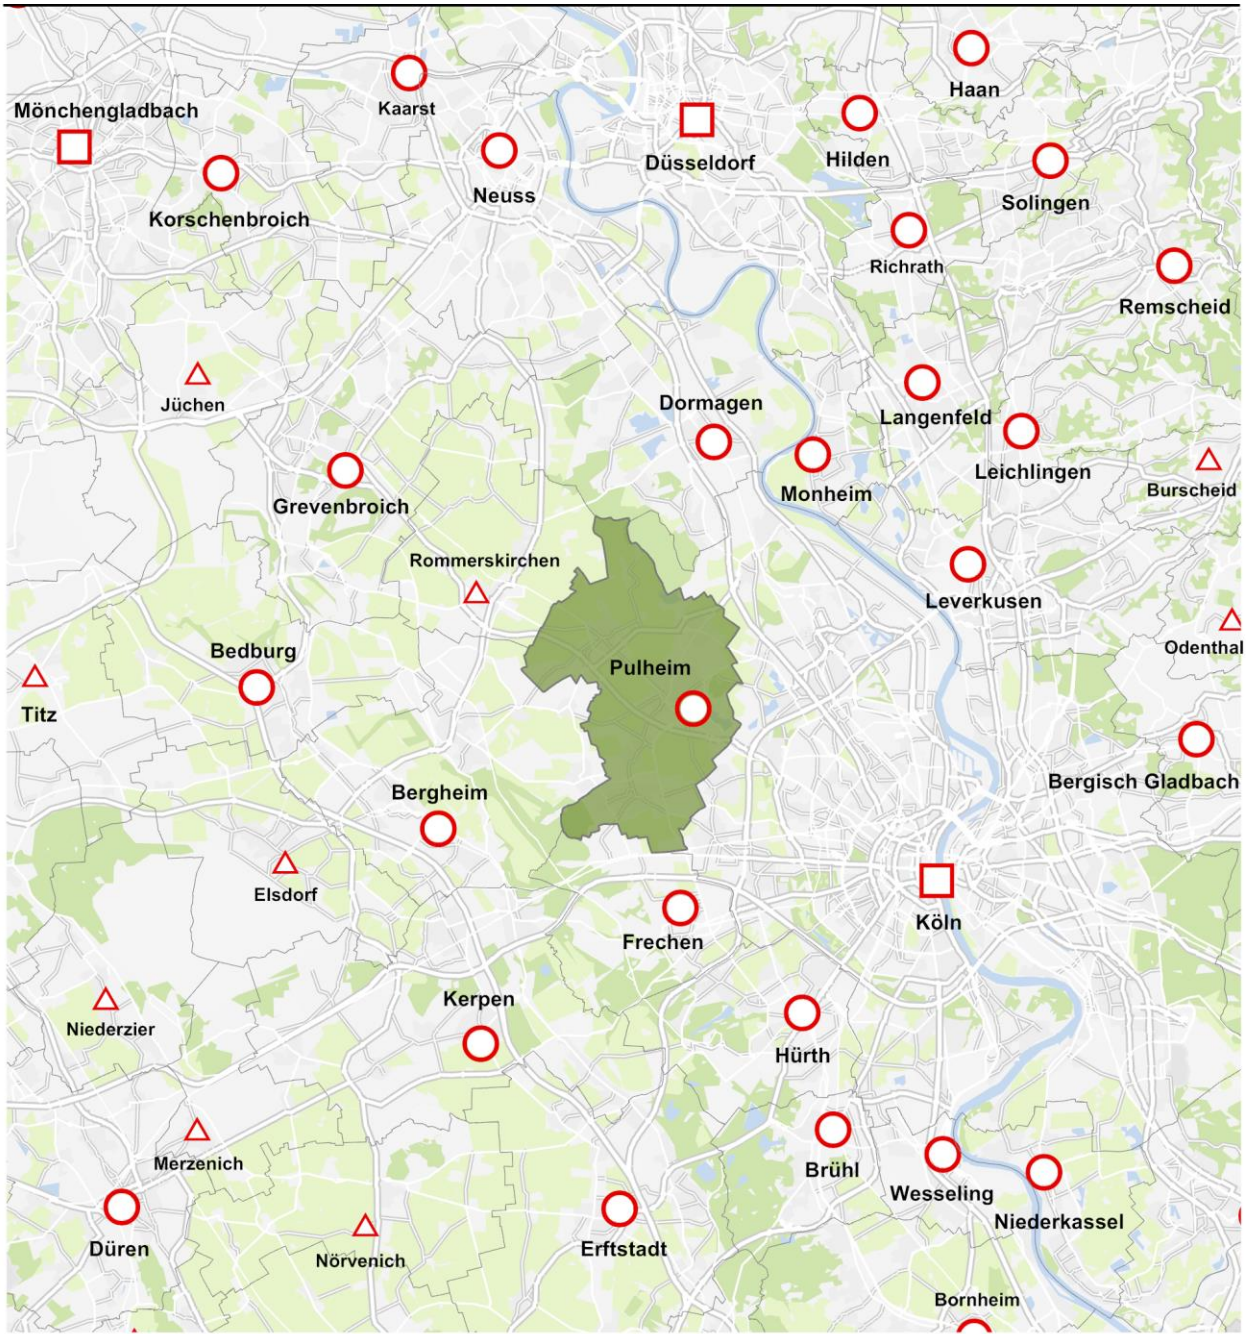 Haan
Kaarst
Mönchengladbach
Düsseldorf
Hilden
Neuss
Solingen
Korschenbroich
Richrath
Remscheid
Jüchen
Dormagen
Langenfeld
Leichlingen
Burscheid
Monheim
Grevenbroich
Rommerskirchen
Leverkusen
Odenthal
Bedburg
Pulheim
Titz
Bergisch Gladbach
Bergheim
Elsdorf
Köln
Frechen
Kerpen
Niederzier
Hürth
Merzenich
Brühl
Wesseling
Niederkassel
Düren
Erftstadt
Nörvenich
Bornheim